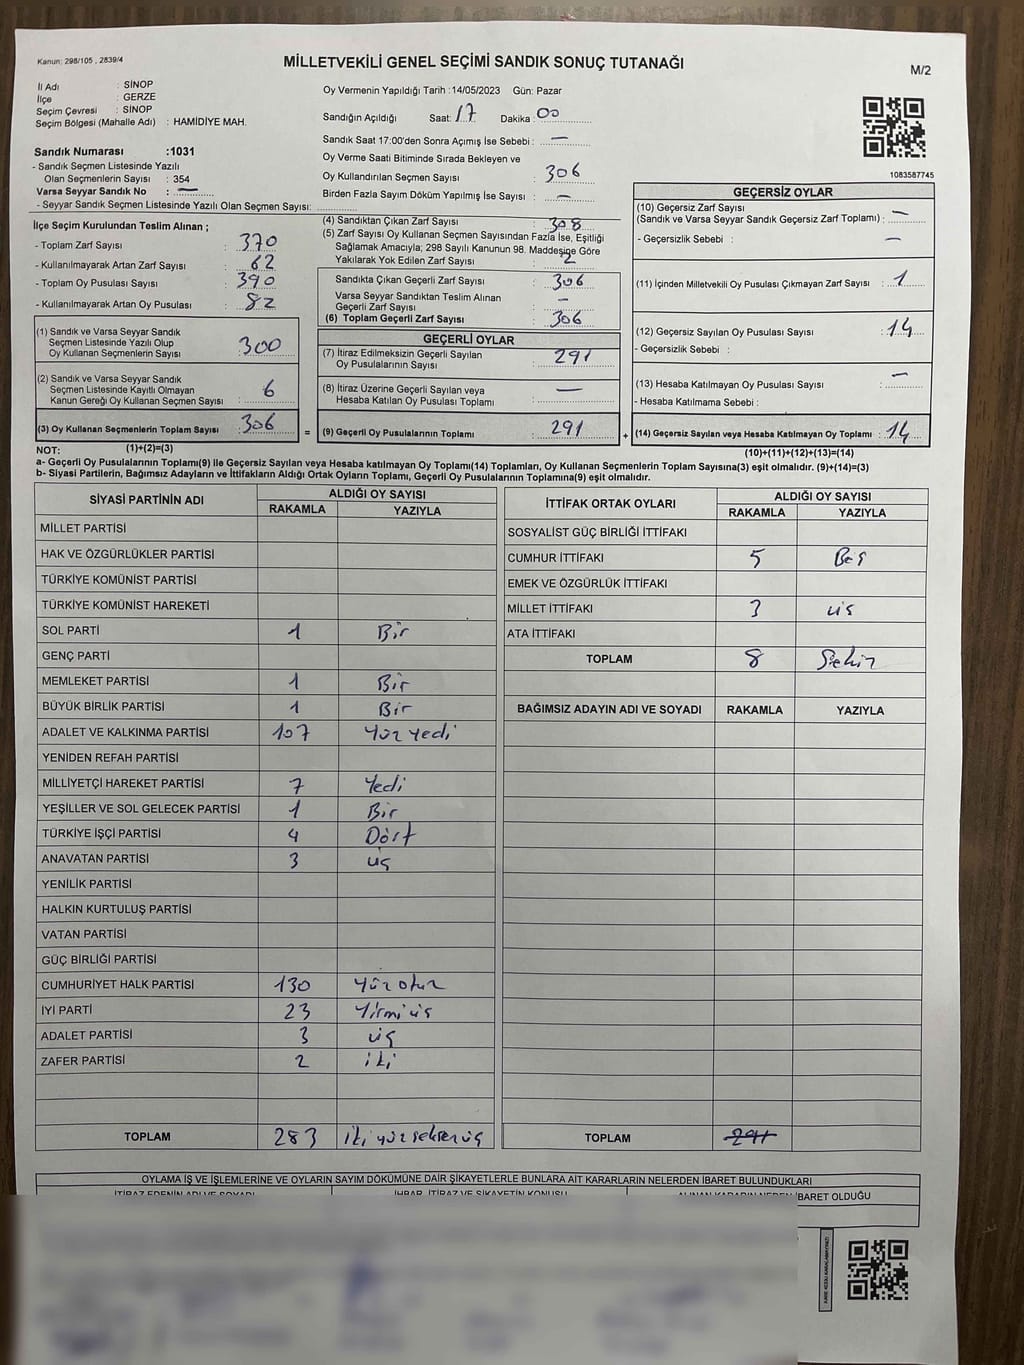 Kanun: 298/105 , 2839/4
MİLLETVEKİLİ GENEL SEÇİMİ SANDIK SONUÇ TUTANAĞI
M/2
İl Adı : SİNOP
İlçe : GERZE
Seçim Çevresi : SİNOP
Seçim Bölgesi (Mahalle Adı) : HAMİDİYE MAH.
Sandık Numarası :1031
- Sandık Seçmen Listesinde Yazılı
Olan Seçmenlerin Sayısı : 354
Varsa Seyyar Sandık No : —
- Seyyar Sandık Seçmen Listesinde Yazılı Olan Seçmen Sayısı:
Oy Vermenin Yapıldığı Tarih :14/05/2023 Gün: Pazar
Sandığın Açıldığı Saat: 17 Dakika : 00
Sandık Saat 17:00'den Sonra Açımış İse Sebebi : —
Oy Verme Saati Bitiminde Sırada Bekleyen ve
Oy Kullandırılan Seçmen Sayısı : 306
Birden Fazla Sayım Döküm Yapılmış İse Sayısı : —
1083587745
İlçe Seçim Kurulundan Teslim Alınan ;
- Toplam Zarf Sayısı : 370
- Kullanılmayarak Artan Zarf Sayısı : 62
- Toplam Oy Pusulası Sayısı : 390
- Kullanılmayarak Artan Oy Pusulası : 82
(1) Sandık ve Varsa Seyyar Sandık
Seçmen Listesinde Yazılı Olup
Oy Kullanan Seçmenlerin Sayısı : 300
(2) Sandık ve Varsa Seyyar Sandık
Seçmen Listesinde Kayıtlı Olmayan
Kanun Gereği Oy Kullanan Seçmen Sayısı : 6
(3) Oy Kullanan Seçmenlerin Toplam Sayısı : 306
(4) Sandıktan Çıkan Zarf Sayısı : 308
(5) Zarf Sayısı Oy Kullanan Seçmen Sayısından Fazla İse, Eşitliği
Sağlamak Amacıyla; 298 Sayılı Kanunun 98. Maddesine Göre
Yakılarak Yok Edilen Zarf Sayısı : 2
Sandıkta Çıkan Geçerli Zarf Sayısı : 306
Varsa Seyyar Sandıktan Teslim Alınan
Geçerli Zarf Sayısı : —
(6) Toplam Geçerli Zarf Sayısı : 306
GEÇERLİ OYLAR
(7) İtiraz Edilmeksizin Geçerli Sayılan
Oy Pusulalarının Sayısı : 291
(8) İtiraz Üzerine Geçerli Sayılan veya
Hesaba Katılan Oy Pusulası Toplamı : —
= (9) Geçerli Oy Pusulalarının Toplamı : 291
GEÇERSİZ OYLAR
(10) Geçersiz Zarf Sayısı
(Sandık ve Varsa Seyyar Sandık Geçersiz Zarf Toplamı) : —
- Geçersizlik Sebebi : —
(11) İçinden Milletvekili Oy Pusulası Çıkmayan Zarf Sayısı : 1
(12) Geçersiz Sayılan Oy Pusulası Sayısı : 14
- Geçersizlik Sebebi :
(13) Hesaba Katılmayan Oy Pusulası Sayısı : —
- Hesaba Katılmama Sebebi :
+ (14) Geçersiz Sayılan veya Hesaba Katılmayan Oy Toplamı : 14
NOT: (1)+(2)=(3) (10)+(11)+(12)+(13)=(14)
a- Geçerli Oy Pusulalarının Toplamı(9) ile Geçersiz Sayılan veya Hesaba katılmayan Oy Toplamı(14) Toplamları, Oy Kullanan Seçmenlerin Toplam Sayısına(3) eşit olmalıdır. (9)+(14)=(3)
b- Siyasi Partilerin, Bağımsız Adayların ve İttifakların Aldığı Ortak Oyların Toplamı, Geçerli Oy Pusulalarının Toplamına(9) eşit olmalıdır.
SİYASİ PARTİNİN ADI ALDIĞI OY SAYISI
RAKAMLA YAZIYLA
MİLLET PARTİSİ
HAK VE ÖZGÜRLÜKLER PARTİSİ
TÜRKİYE KOMÜNİST PARTİSİ
TÜRKİYE KOMÜNİST HAREKETİ
SOL PARTİ 1 Bir
GENÇ PARTİ
MEMLEKET PARTİSİ 1 Bir
BÜYÜK BİRLİK PARTİSİ 1 Bir
ADALET VE KALKINMA PARTİSİ 107 Yüz Yedi
YENİDEN REFAH PARTİSİ
MİLLİYETÇİ HAREKET PARTİSİ 7 Yedi
YEŞİLLER VE SOL GELECEK PARTİSİ 1 Bir
TÜRKİYE İŞÇİ PARTİSİ 4 Dört
ANAVATAN PARTİSİ 3 üç
YENİLİK PARTİSİ
HALKIN KURTULUŞ PARTİSİ
VATAN PARTİSİ
GÜÇ BİRLİĞİ PARTİSİ
CUMHURİYET HALK PARTİSİ 130 Yüz otuz
İYİ PARTİ 23 Yirmi üç
ADALET PARTİSİ 3 üç
ZAFER PARTİSİ 2 iki
TOPLAM 283 iki yüz seksen üç
İTTİFAK ORTAK OYLARI ALDIĞI OY SAYISI
RAKAMLA YAZIYLA
SOSYALİST GÜÇ BİRLİĞİ İTTİFAKI
CUMHUR İTTİFAKI 5 Beş
EMEK VE ÖZGÜRLÜK İTTİFAKI
MİLLET İTTİFAKI 3 üç
ATA İTTİFAKI
TOPLAM 8 Sekiz
BAĞIMSIZ ADAYIN ADI VE SOYADI RAKAMLA YAZIYLA
TOPLAM 291
OYLAMA İŞ VE İŞLEMLERİNE VE OYLARIN SAYIM DÖKÜMÜNE DAİR ŞİKAYETLERLE BUNLARA AİT KARARLARIN NELERDEN İBARET BULUNDUKLARI
İTİRAZ EDENİN ADI VE SOYADI İHBAR, İTİRAZ VE ŞİKAYETİN KONUSU ALINAN KARARIN NEDEN İBARET OLDUĞU